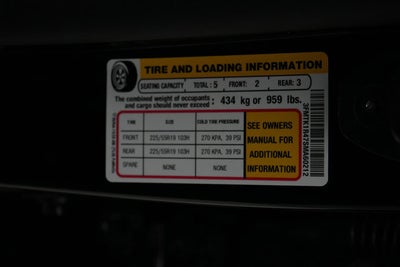 TIRE AND LOADING INFORMATION
SEATING CAPACITY TOTAL : 5 FRONT: 2 REAR: 3
The combined weight of occupants and cargo should never exceed : 434 kg or 959 lbs.
TIRE SIZE COLD TIRE PRESSURE
FRONT 225/55R19 103H 270 KPA, 39 PSI
REAR 225/55R19 103H 270 KPA, 39 PSI
SPARE NONE NONE
SEE OWNERS
MANUAL FOR
ADDITIONAL
INFORMATION